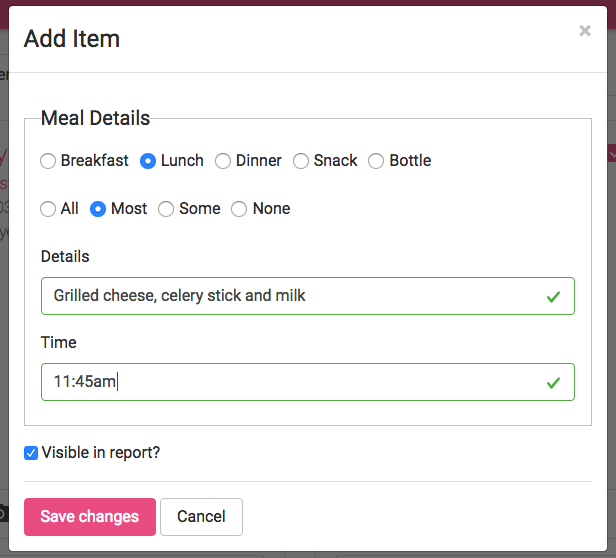 Add Item
×
Meal Details
Breakfast Lunch Dinner Snack Bottle
All Most Some None
Details
Grilled cheese, celery stick and milk
Time
11:45am
Visible in report?
Save changes Cancel